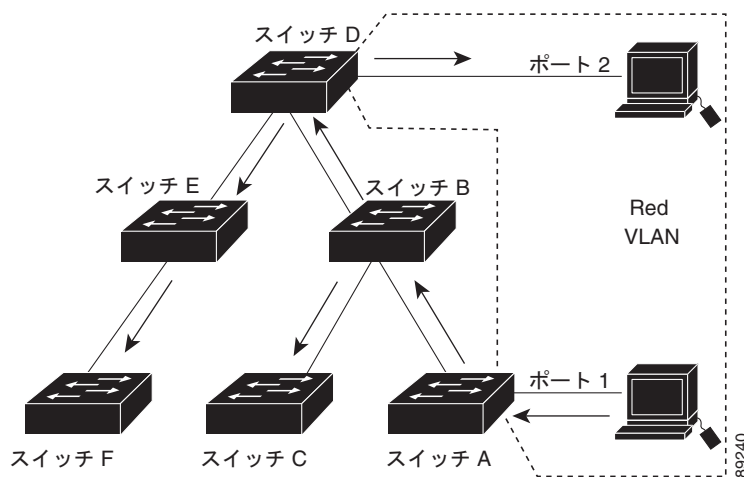 スイッチ D
ポート 2
スイッチ E
スイッチ B
Red
VLAN
ポート 1
スイッチ F
スイッチ C
スイッチ A
89240